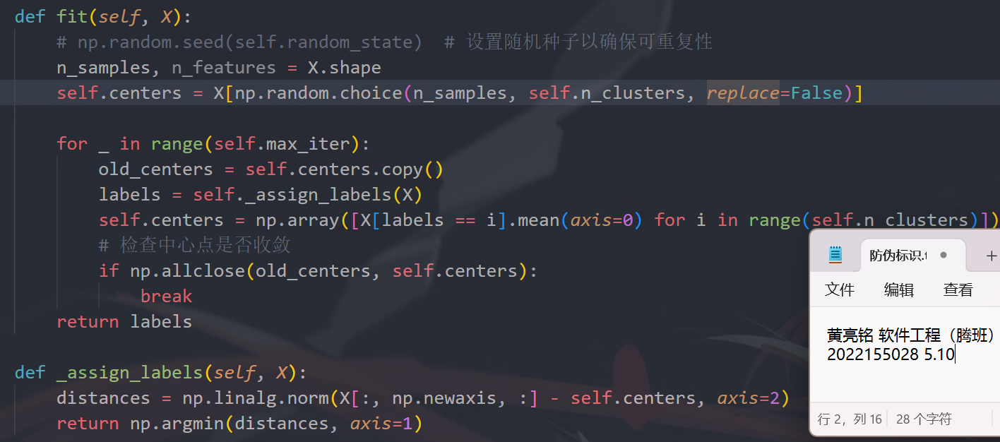 def fit(self, X):
    # np.random.seed(self.random_state)  # 设置随机种子以确保可重复性
    n_samples, n_features = X.shape
    self.centers = X[np.random.choice(n_samples, self.n_clusters, replace=False)]
    for _ in range(self.max_iter):
        old_centers = self.centers.copy()
        labels = self._assign_labels(X)
        self.centers = np.array([X[labels == i].mean(axis=0) for i in range(self.n_clusters)])
        # 检查中心点是否收敛
        if np.allclose(old_centers, self.centers):
            break
    return labels
def _assign_labels(self, X):
    distances = np.linalg.norm(X[:, np.newaxis, :] - self.centers, axis=2)
    return np.argmin(distances, axis=1)
防伪标识.t
文件 编辑 查看
黄亮铭 软件工程（腾班）
2022155028 5.10
行 2，列 16 28 个字符